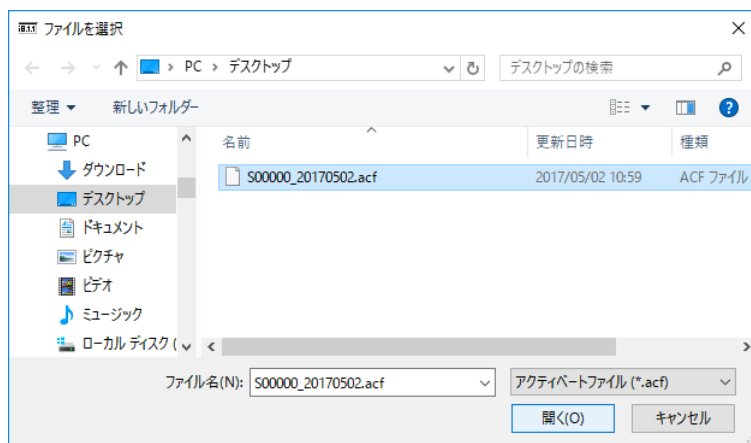 ファイルを選択
PC > デスクトップ
デスクトップの検索
整理
新しいフォルダー
PC
ダウンロード
デスクトップ
ドキュメント
ピクチャ
ビデオ
ミュージック
ローカル ディスク (
名前
更新日時
種類
S00000_20170502.acf
2017/05/02 10:59
ACF ファイル
ファイル名(N):
S00000_20170502.acf
アクティベートファイル (*.acf)
開く(O)
キャンセル